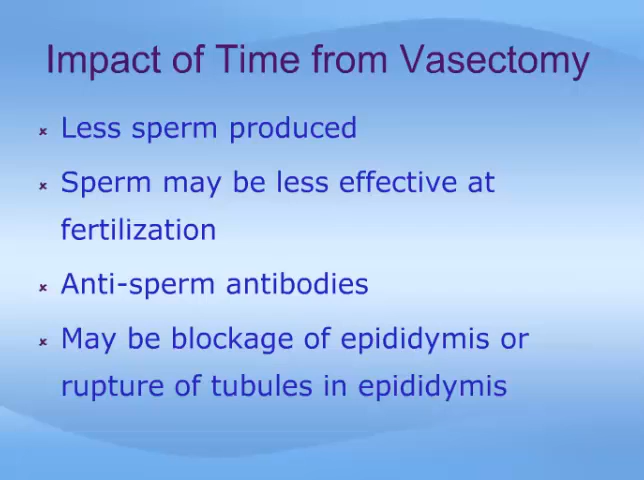 Impact of Time from Vasectomy
Less sperm produced
Sperm may be less effective at
fertilization
Anti-sperm antibodies
May be blockage of epididymis or
rupture of tubules in epididymis